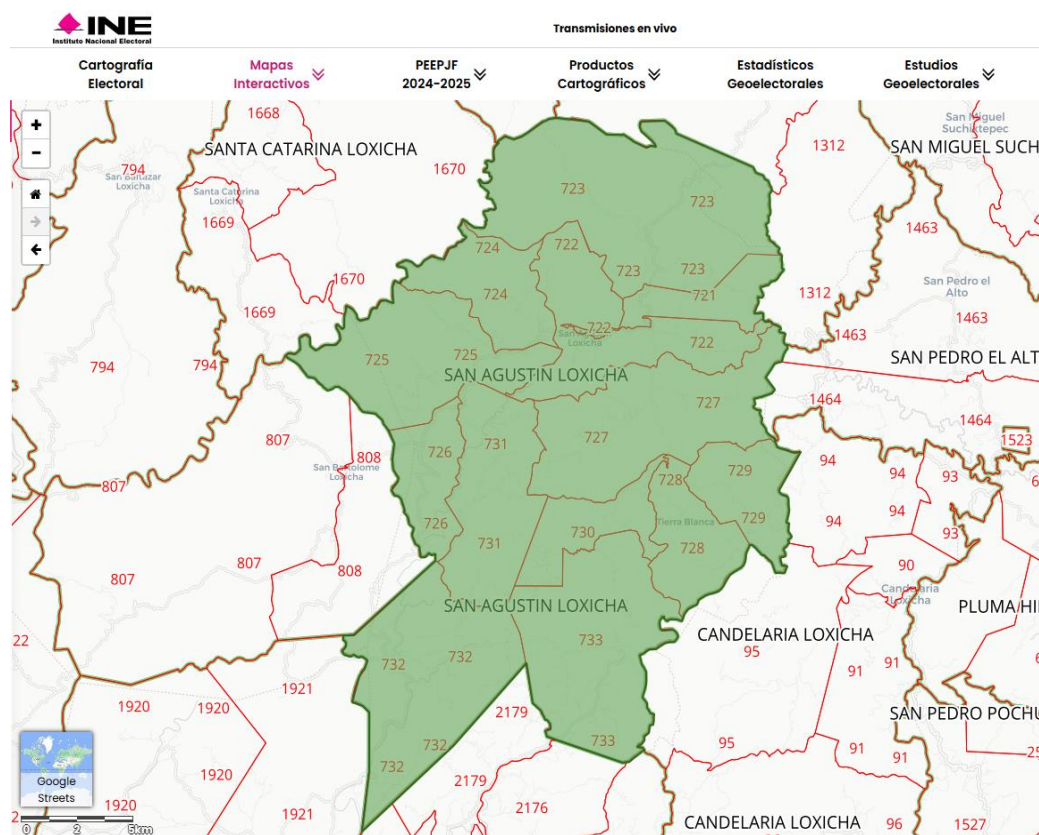 INE
Instituto Nacional Electoral
Transmisiones en vivo
Cartografía
Electoral
Mapas
Interactivos
PEEPJF
2024-2025
Productos
Cartográficos
Estadísticos
Geoelectorales
Estudios
Geoelectorales
+
−
1668
San Miguel
Suchixtepec
SANTA CATARINA LOXICHA
1312
SAN MIGUEL SUCH
794
1670
San Baltazar
Loxicha
Santa Catarina
Loxicha
723
723
1669
1463
724
722
1670
723
723
San Pedro el
Alto
724
721
1312
1669
1463
722
1463
722
725
725
794
794
SAN AGUSTIN LOXICHA
SAN PEDRO EL ALT
727
1464
1464
807
731
727
1523
726
808
San Bartolome
Loxicha
94
94
93
728
729
807
94
726
Tierra Blanca
729
94
730
93
731
728
807
808
807
90
Candelaria
Loxicha
SAN AGUSTIN LOXICHA
PLUMA HI
CANDELARIA LOXICHA
22
733
95
732
732
91
91
1921
1920
1920
2179
SAN PEDRO POCHU
732
733
95
91
91
25
732
1920
2179
Google
Streets
1920
1921
2176
CANDELARIA LOXICHA
96
1527
0 2 5km